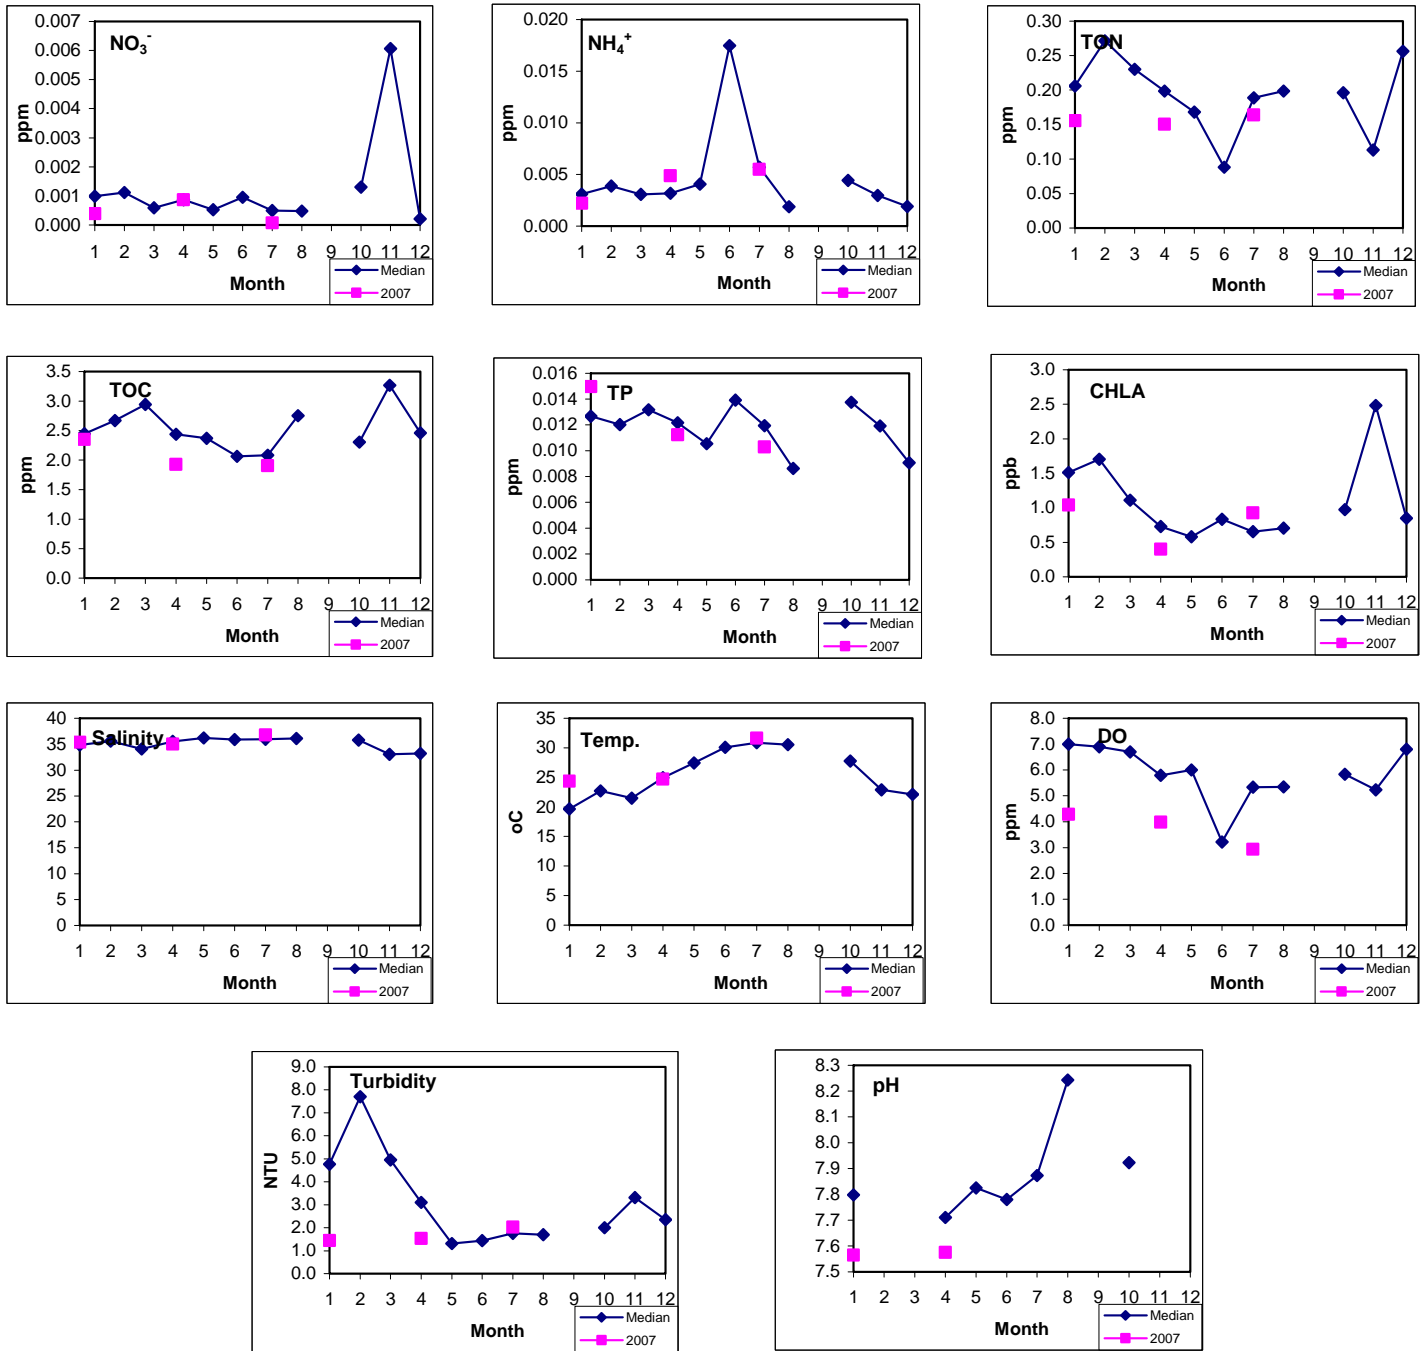 NO3-
ppm
0.007
0.006
0.005
0.004
0.003
0.002
0.001
0.000
1 2 3 4 5 6 7 8 9 10 11 12
Month
Median
2007
NH4+
ppm
0.020
0.015
0.010
0.005
0.000
1 2 3 4 5 6 7 8 9 10 11 12
Month
Median
2007
TON
ppm
0.30
0.25
0.20
0.15
0.10
0.05
0.00
1 2 3 4 5 6 7 8 9 10 11 12
Month
Median
2007
TOC
ppm
3.5
3.0
2.5
2.0
1.5
1.0
0.5
0.0
1 2 3 4 5 6 7 8 9 10 11 12
Month
Median
2007
TP
ppm
0.016
0.014
0.012
0.010
0.008
0.006
0.004
0.002
0.000
1 2 3 4 5 6 7 8 9 10 11 12
Month
Median
2007
CHLA
ppb
3.0
2.5
2.0
1.5
1.0
0.5
0.0
1 2 3 4 5 6 7 8 9 10 11 12
Month
Median
2007
Salinity
40
35
30
25
20
15
10
5
0
1 2 3 4 5 6 7 8 9 10 11 12
Month
Median
2007
Temp.
oC
35
30
25
20
15
10
5
0
1 2 3 4 5 6 7 8 9 10 11 12
Month
Median
2007
DO
ppm
8.0
7.0
6.0
5.0
4.0
3.0
2.0
1.0
0.0
1 2 3 4 5 6 7 8 9 10 11 12
Month
Median
2007
Turbidity
NTU
9.0
8.0
7.0
6.0
5.0
4.0
3.0
2.0
1.0
0.0
1 2 3 4 5 6 7 8 9 10 11 12
Month
Median
2007
pH
8.3
8.2
8.1
8.0
7.9
7.8
7.7
7.6
7.5
1 2 3 4 5 6 7 8 9 10 11 12
Month
Median
2007